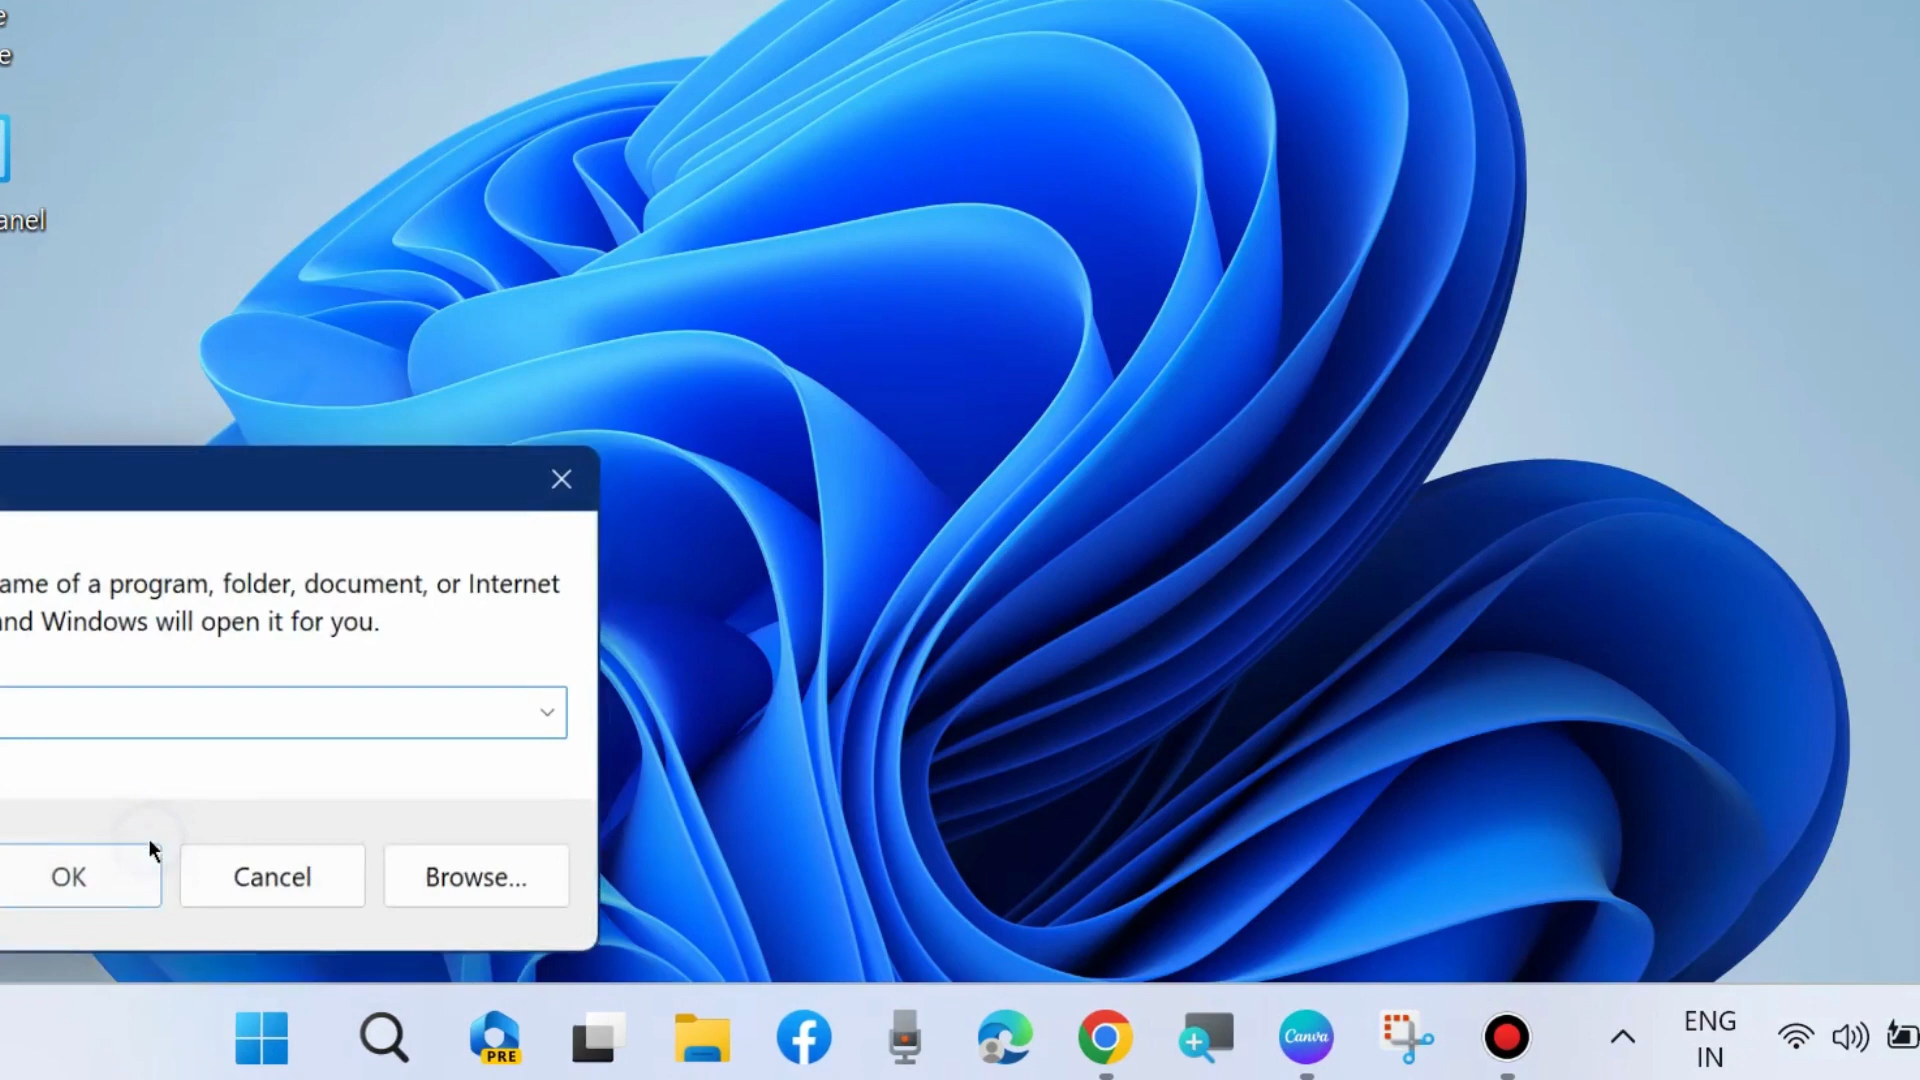 e
e
anel
ame of a program, folder, document, or Internet
and Windows will open it for you.
OK
Cancel
Browse...
PRE
Canva
ENG
IN